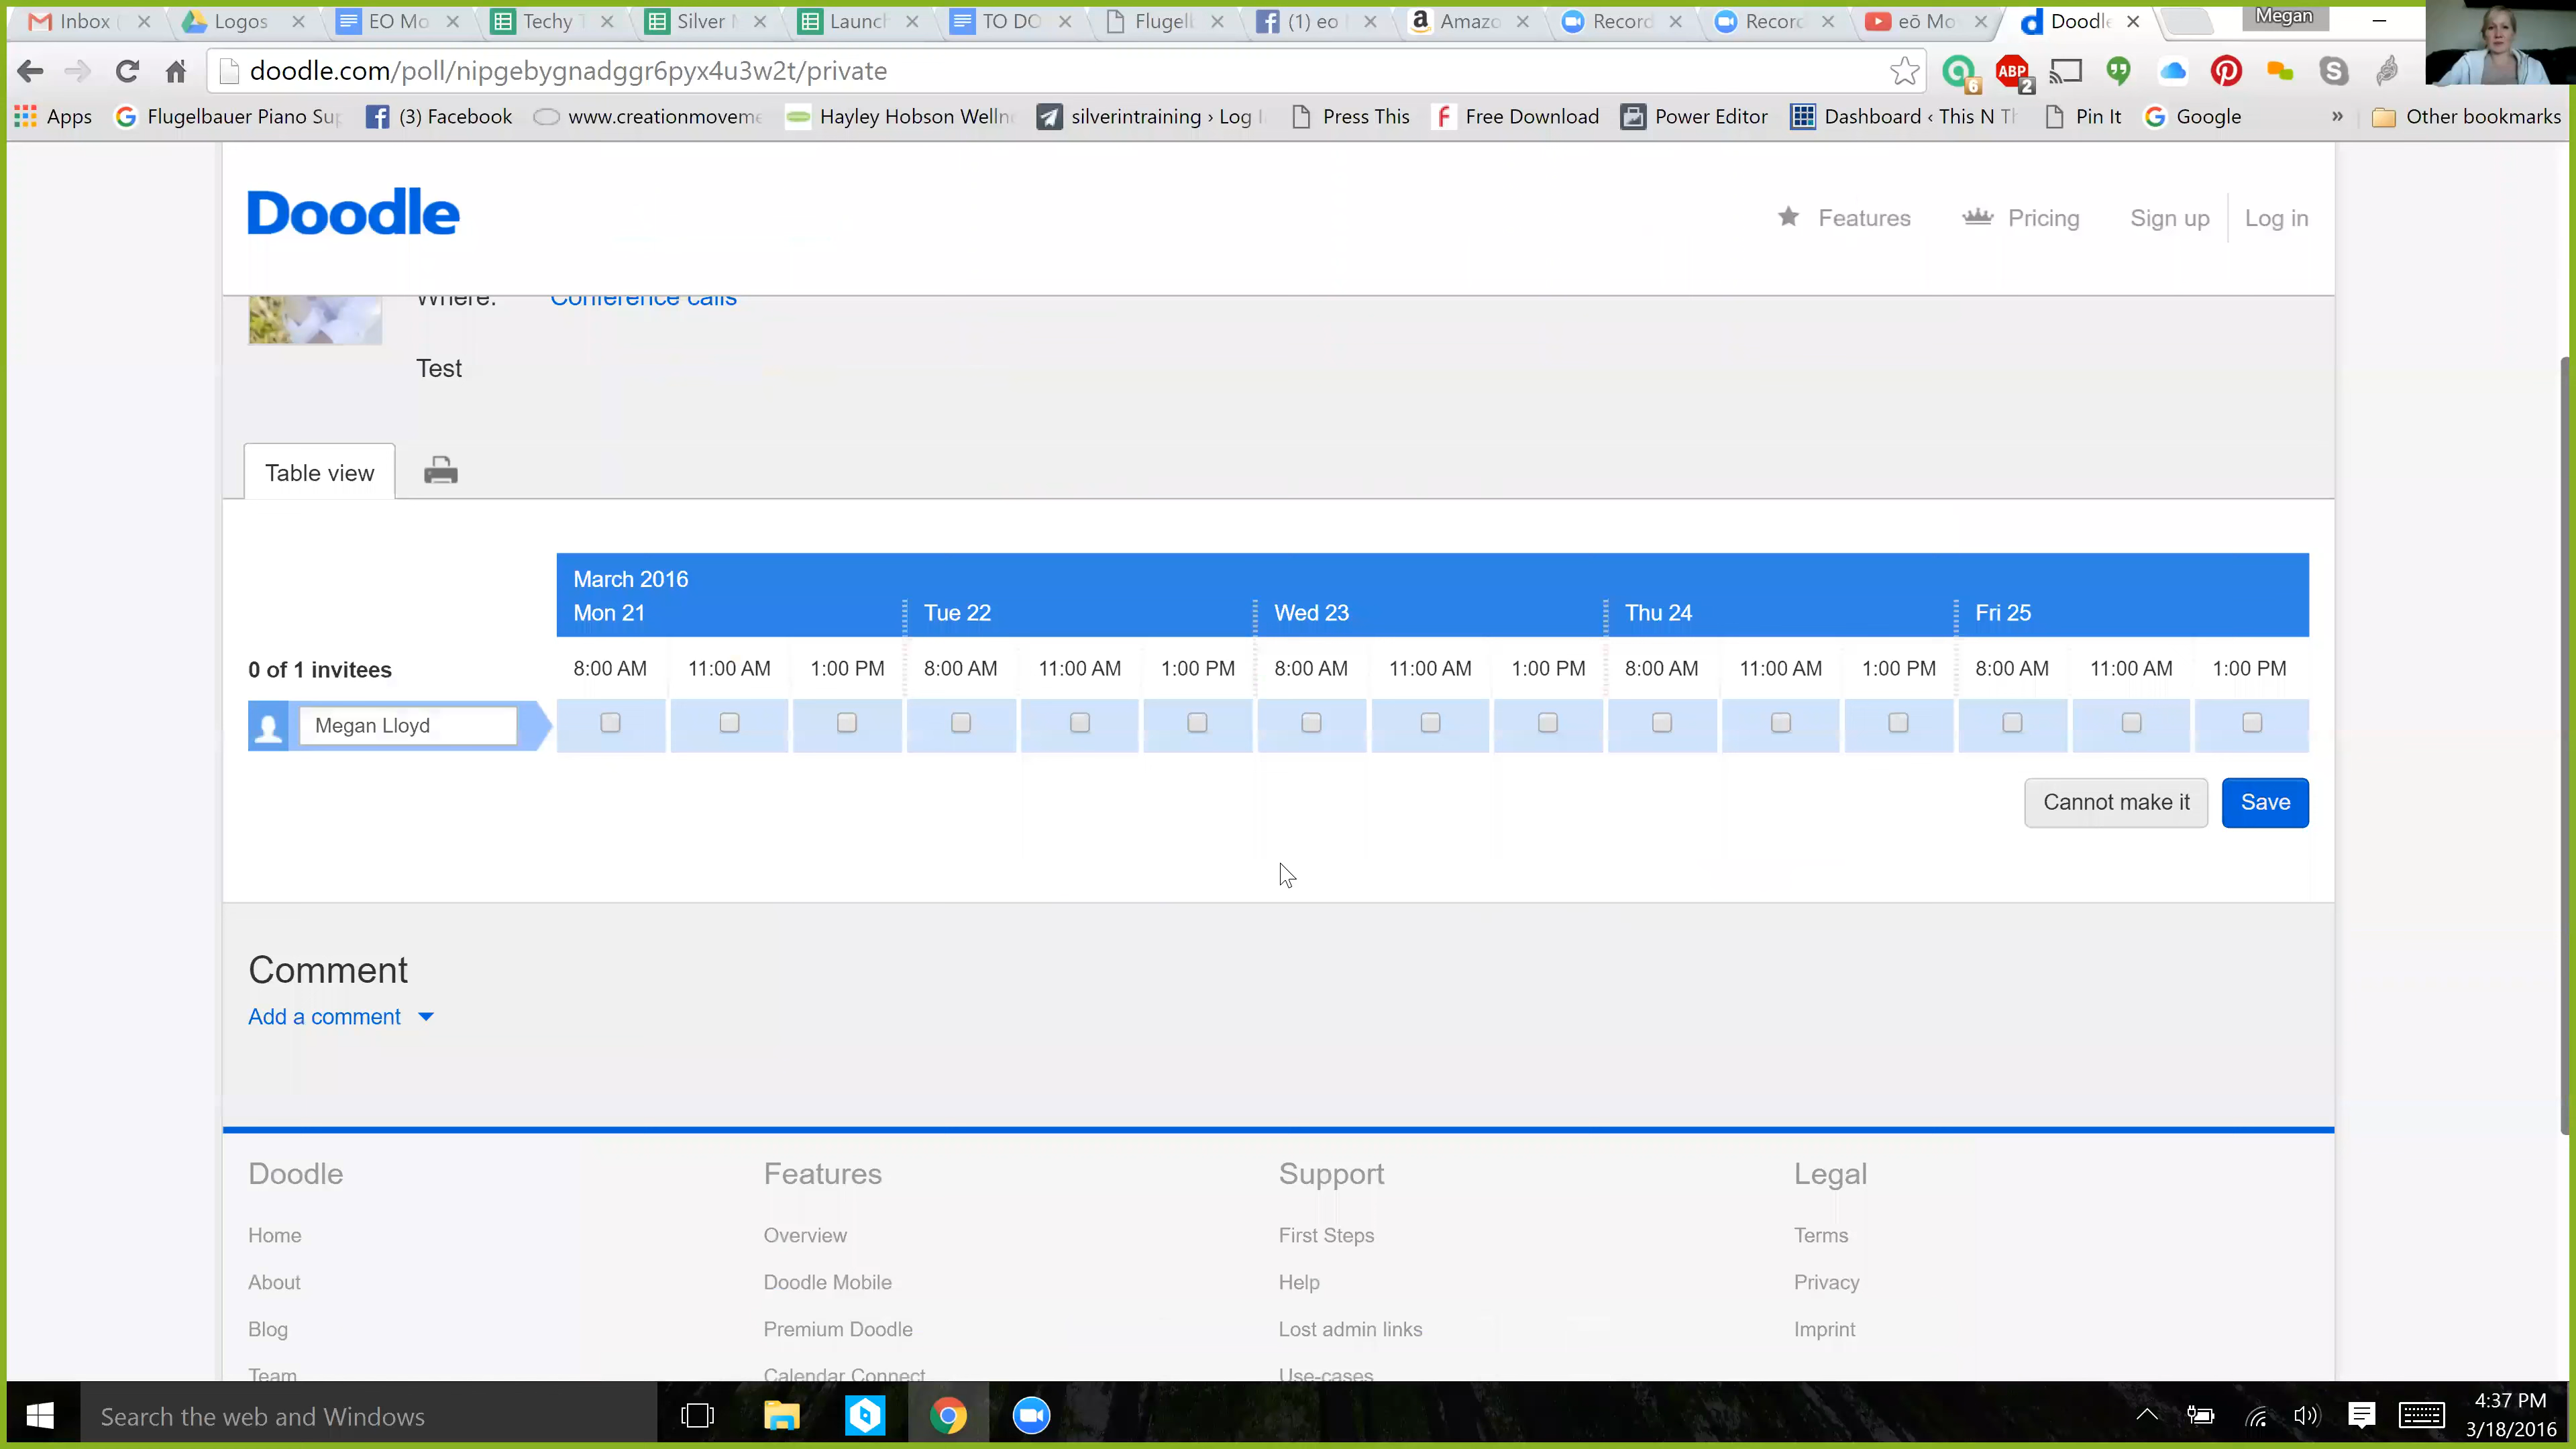 Inbox Logos EO Mo Techy T Silver Launch TO DO Flugelb (1) eo Amazo Record Record eō Mo Doodle Megan
doodle.com/poll/nipgebygnadggr6pyx4u3w2t/private
6 ABP 2
Apps Flugelbauer Piano Sup (3) Facebook www.creationmoveme Hayley Hobson Welln silverintraining › Log I Press This Free Download Power Editor Dashboard ‹ This N Th Pin It Google » Other bookmarks
Doodle
Features Pricing Sign up Log in
Where: Conference calls
Test
Table view
March 2016
Mon 21 Tue 22 Wed 23 Thu 24 Fri 25
0 of 1 invitees 8:00 AM 11:00 AM 1:00 PM 8:00 AM 11:00 AM 1:00 PM 8:00 AM 11:00 AM 1:00 PM 8:00 AM 11:00 AM 1:00 PM 8:00 AM 11:00 AM 1:00 PM
Megan Lloyd
Cannot make it Save
Comment
Add a comment
Doodle Features Support Legal
Home Overview First Steps Terms
About Doodle Mobile Help Privacy
Blog Premium Doodle Lost admin links Imprint
Team Calendar Connect Use-cases
Search the web and Windows
4:37 PM
3/18/2016